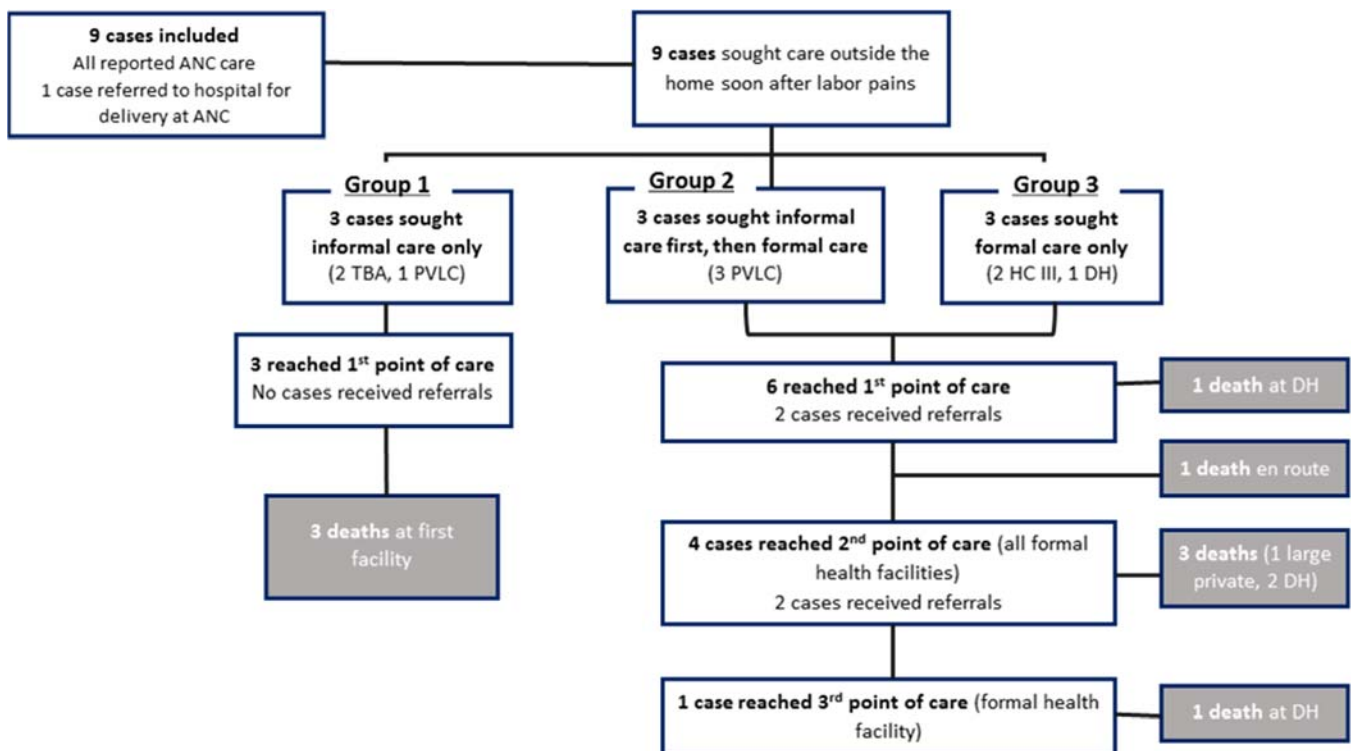 9 cases included
All reported ANC care
1 case referred to hospital for
delivery at ANC
9 cases sought care outside the
home soon after labor pains
Group 1
3 cases sought
informal care only
(2 TBA, 1 PVLC)
Group 2
3 cases sought informal
care first, then formal care
(3 PVLC)
Group 3
3 cases sought
formal care only
(2 HC III, 1 DH)
3 reached 1st point of care
No cases received referrals
3 deaths at first
facility
6 reached 1st point of care
2 cases received referrals
1 death at DH
1 death en route
4 cases reached 2nd point of care (all formal
health facilities)
2 cases received referrals
3 deaths (1 large
private, 2 DH)
1 case reached 3rd point of care (formal health
facility)
1 death at DH